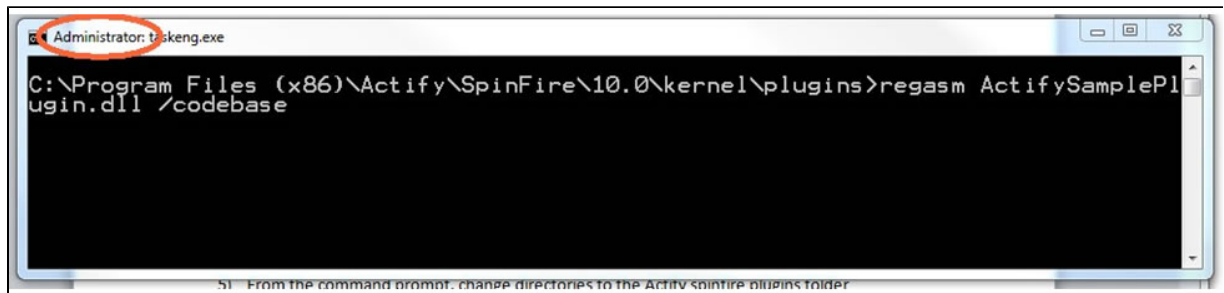 Administrator: taskeng.exe
C:\Program Files (x86)\Actify\SpinFire\10.0\kernel\plugins>regasm ActifySamplePl
ugin.dll /codebase
5) From the command prompt, change directories to the Actify spinfire plugins folder